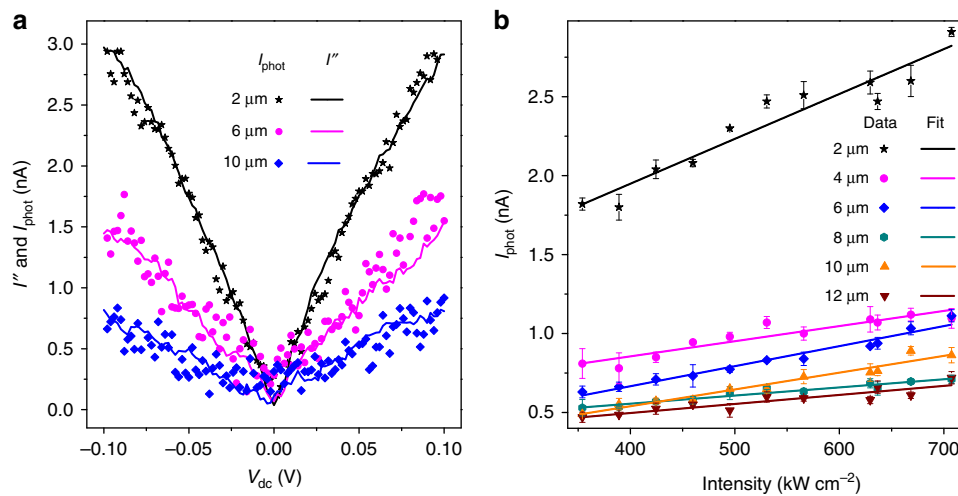 a
I″ and Iphot (nA)
3.0
2.5
2.0
1.5
1.0
0.5
0.0
−0.10
−0.05
0.00
0.05
0.10
Vdc (V)
Iphot I″
2 μm
6 μm
10 μm
b
Iphot (nA)
2.5
2.0
1.5
1.0
0.5
400
500
600
700
Intensity (kW cm−2)
Data Fit
2 μm
4 μm
6 μm
8 μm
10 μm
12 μm